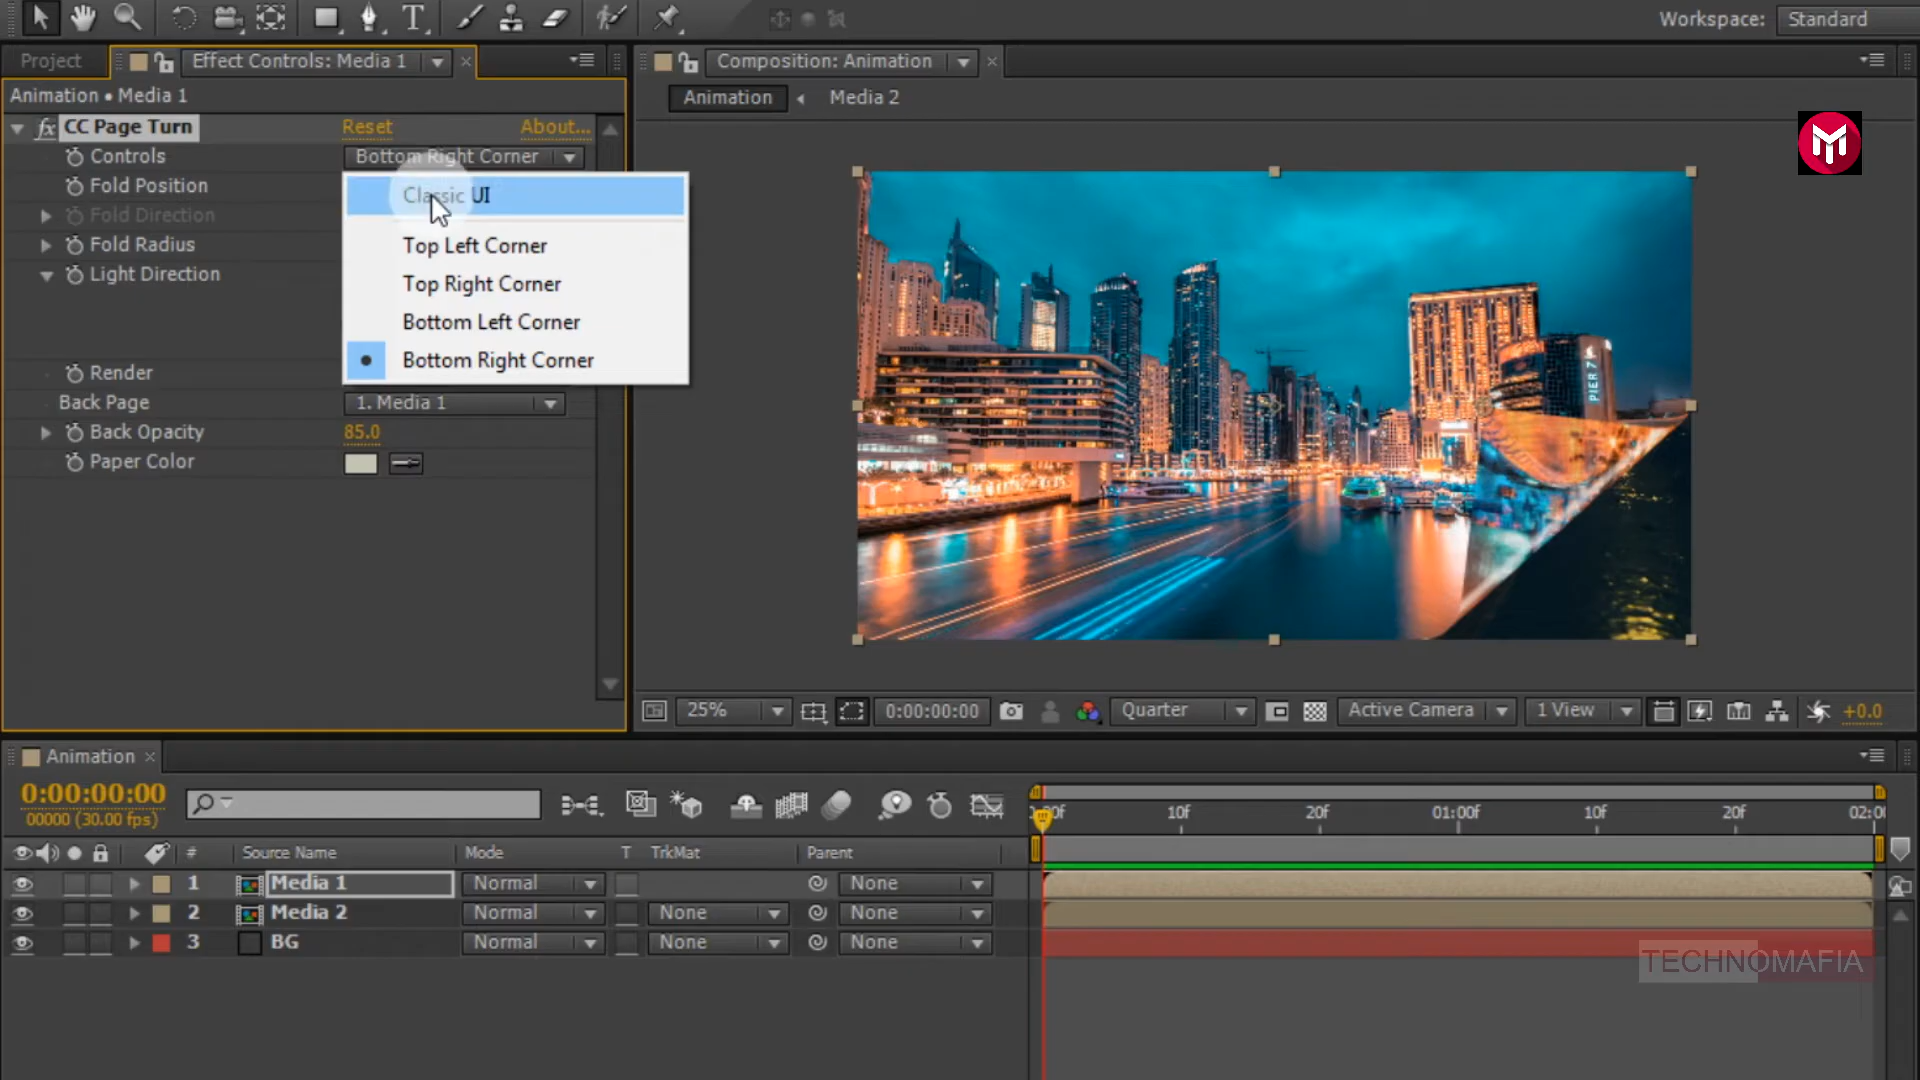 Workspace: Standard
Project
Effect Controls: Media 1
Composition: Animation
Animation • Media 1
Animation
Media 2
fx CC Page Turn Reset About...
Controls Bottom Right Corner
Fold Position
Fold Direction
Fold Radius
Light Direction
Classic UI
Top Left Corner
Top Right Corner
Bottom Left Corner
Bottom Right Corner
Render
Back Page 1. Media 1
Back Opacity 85.0
Paper Color
PIER 7
25% 0:00:00:00 Quarter Active Camera 1 View +0.0
Animation
0:00:00:00
00000 (30.00 fps)
10f 20f 01:00f 10f 20f
# Source Name Mode T TrkMat Parent
1 Media 1 Normal None
2 Media 2 Normal None None
3 BG Normal None None
TECHNOMAFIA